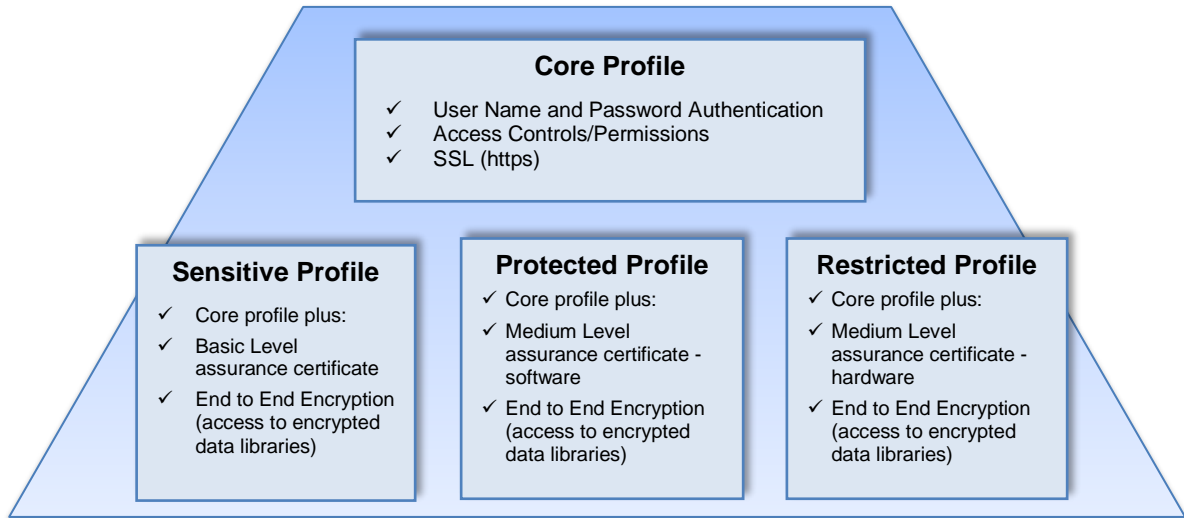 Core Profile
✓ User Name and Password Authentication
✓ Access Controls/Permissions
✓ SSL (https)
Sensitive Profile
✓ Core profile plus:
✓ Basic Level
assurance certificate
✓ End to End Encryption
(access to encrypted
data libraries)
Protected Profile
✓ Core profile plus:
✓ Medium Level
assurance certificate -
software
✓ End to End Encryption
(access to encrypted
data libraries)
Restricted Profile
✓ Core profile plus:
✓ Medium Level
assurance certificate -
hardware
✓ End to End Encryption
(access to encrypted
data libraries)